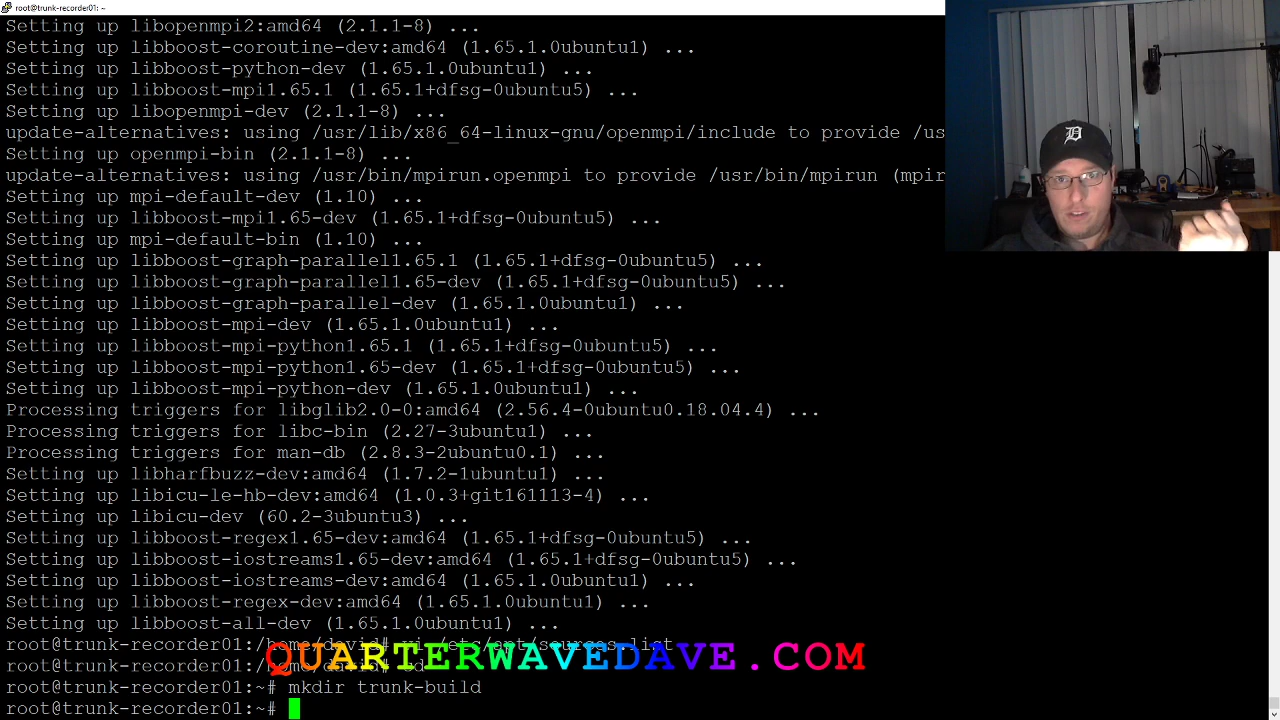 root@trunk-recorder01: ~
Setting up libopenmpi2:amd64 (2.1.1-8) ...
Setting up libboost-coroutine-dev:amd64 (1.65.1.0ubuntu1) ...
Setting up libboost-python-dev (1.65.1.0ubuntu1) ...
Setting up libboost-mpi1.65.1 (1.65.1+dfsg-0ubuntu5) ...
Setting up libopenmpi-dev (2.1.1-8) ...
update-alternatives: using /usr/lib/x86_64-linux-gnu/openmpi/include to provide /us
Setting up openmpi-bin (2.1.1-8) ...
update-alternatives: using /usr/bin/mpirun.openmpi to provide /usr/bin/mpirun (mpir
Setting up mpi-default-dev (1.10) ...
Setting up libboost-mpi1.65-dev (1.65.1+dfsg-0ubuntu5) ...
Setting up mpi-default-bin (1.10) ...
Setting up libboost-graph-parallel1.65.1 (1.65.1+dfsg-0ubuntu5) ...
Setting up libboost-graph-parallel1.65-dev (1.65.1+dfsg-0ubuntu5) ...
Setting up libboost-graph-parallel-dev (1.65.1.0ubuntu1) ...
Setting up libboost-mpi-dev (1.65.1.0ubuntu1) ...
Setting up libboost-mpi-python1.65.1 (1.65.1+dfsg-0ubuntu5) ...
Setting up libboost-mpi-python1.65-dev (1.65.1+dfsg-0ubuntu5) ...
Setting up libboost-mpi-python-dev (1.65.1.0ubuntu1) ...
Processing triggers for libglib2.0-0:amd64 (2.56.4-0ubuntu0.18.04.4) ...
Processing triggers for libc-bin (2.27-3ubuntu1) ...
Processing triggers for man-db (2.8.3-2ubuntu0.1) ...
Setting up libharfbuzz-dev:amd64 (1.7.2-1ubuntu1) ...
Setting up libicu-le-hb-dev:amd64 (1.0.3+git161113-4) ...
Setting up libicu-dev (60.2-3ubuntu3) ...
Setting up libboost-regex1.65-dev:amd64 (1.65.1+dfsg-0ubuntu5) ...
Setting up libboost-iostreams1.65-dev:amd64 (1.65.1+dfsg-0ubuntu5) ...
Setting up libboost-iostreams-dev:amd64 (1.65.1.0ubuntu1) ...
Setting up libboost-regex-dev:amd64 (1.65.1.0ubuntu1) ...
Setting up libboost-all-dev (1.65.1.0ubuntu1) ...
root@trunk-recorder01:/home/david# vi /etc/apt/sources.list
QUARTERWAVEDAVE.COM
root@trunk-recorder01:/home/david# cd
root@trunk-recorder01:~# mkdir trunk-build
root@trunk-recorder01:~#